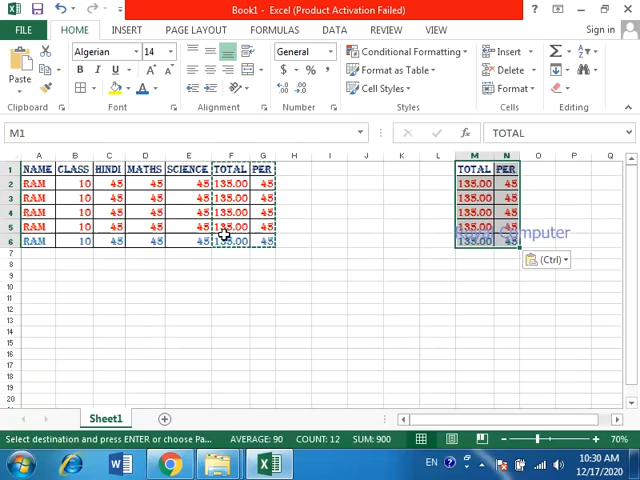 Book1 - Excel (Product Activation Failed)
FILE HOME INSERT PAGE LAYOUT FORMULAS DATA REVIEW VIEW Sign in
Algerian 14 General Conditional Formatting Insert
Paste B I U A A $ % , Format as Table Delete
Cell Styles Format
Clipboard Font Alignment Number Styles Cells Editing
M1 fx TOTAL
A B C D E F G H I J K L M N O P Q
1 NAME CLASS HINDI MATHS SCIENCE TOTAL PER TOTAL PER
2 RAM 10 45 45 45 135.00 45 135.00 45
3 RAM 10 45 45 45 135.00 45 135.00 45
4 RAM 10 45 45 45 135.00 45 135.00 45
5 RAM 10 45 45 45 135.00 45 135.00 45
Computer
6 RAM 10 45 45 45 135.00 45 135.00 45
7
(Ctrl)
8
9
10
11
12
13
14
15
16
17
18
19
20
Sheet1
Select destination and press ENTER or choose Pa... AVERAGE: 90 COUNT: 12 SUM: 900 70%
EN 10:30 AM
12/17/2020